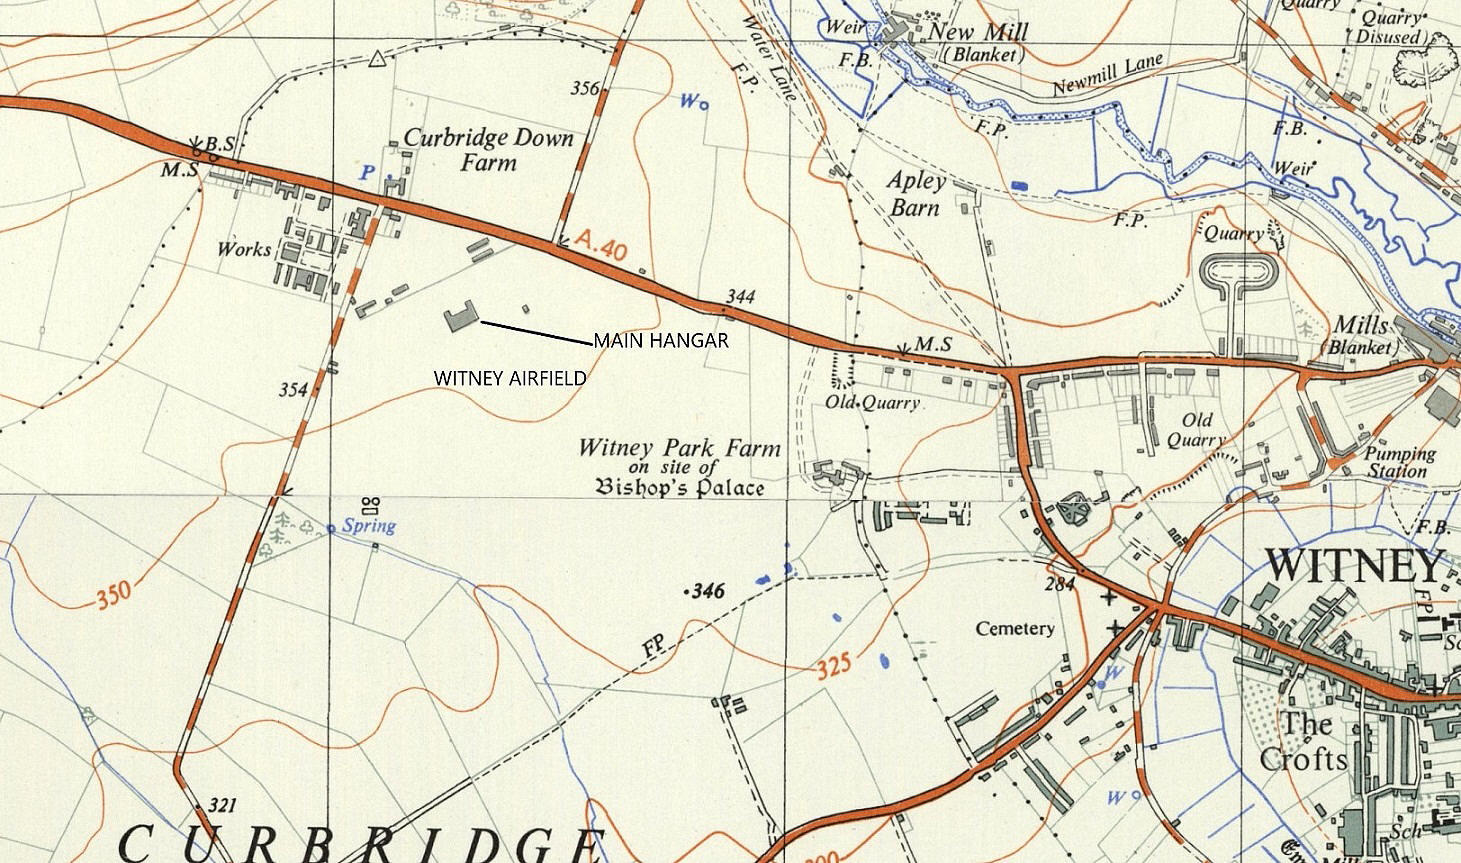 Quarry
Weir
New Mill
(Blanket)
F.B.
Quarry
(Disused)
Water Lane
F.P.
Newmill Lane
356
W
F.P.
F.B.
B.S
M.S
P
Curbridge Down
Farm
Weir
Apley
Barn
F.P.
Quarry
Works
A.40
344
MAIN HANGAR
M.S
Mills
(Blanket)
WITNEY AIRFIELD
354
Old Quarry
Old
Quarry
Witney Park Farm
on site of
Bishop's Palace
Pumping
Station
Spring
F.B.
WITNEY
350
346
284
FP
FP
Cemetery
325
W
The
Crofts
W
321
CURBRIDGE
Sch